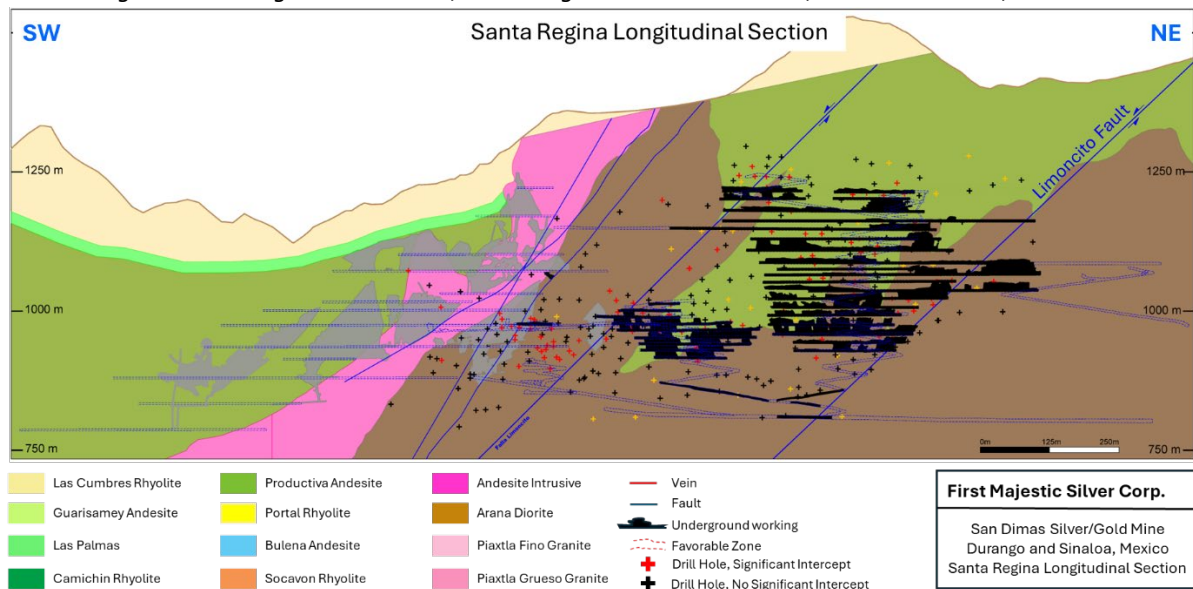 SW
Santa Regina Longitudinal Section
NE
Limoncito Fault
1250 m
1250 m
1000 m
1000 m
750 m
750 m
Falla Limoncito
0m 125m 250m
Las Cumbres Rhyolite
Guarisamey Andesite
Las Palmas
Camichin Rhyolite
Productiva Andesite
Portal Rhyolite
Bulena Andesite
Socavon Rhyolite
Andesite Intrusive
Arana Diorite
Piaxtla Fino Granite
Piaxtla Grueso Granite
Vein
Fault
Underground working
Favorable Zone
Drill Hole, Significant Intercept
Drill Hole, No Significant Intercept
First Majestic Silver Corp.
San Dimas Silver/Gold Mine
Durango and Sinaloa, Mexico
Santa Regina Longitudinal Section